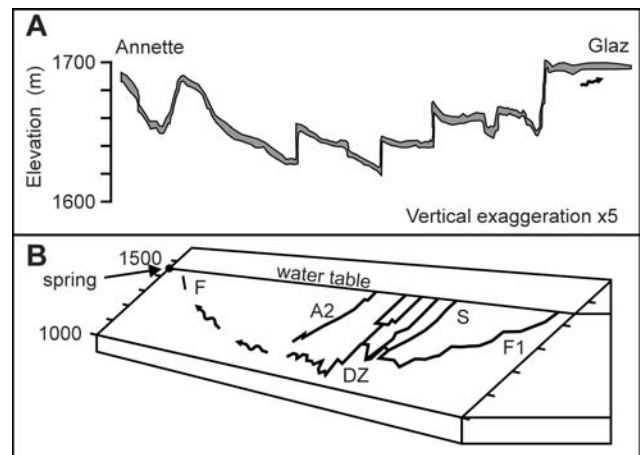 A
Annette
Glaz
1700
Elevation (m)
1600
Vertical exaggeration x5
B
1500
spring
water table
F
A2
S
1000
F1
DZ